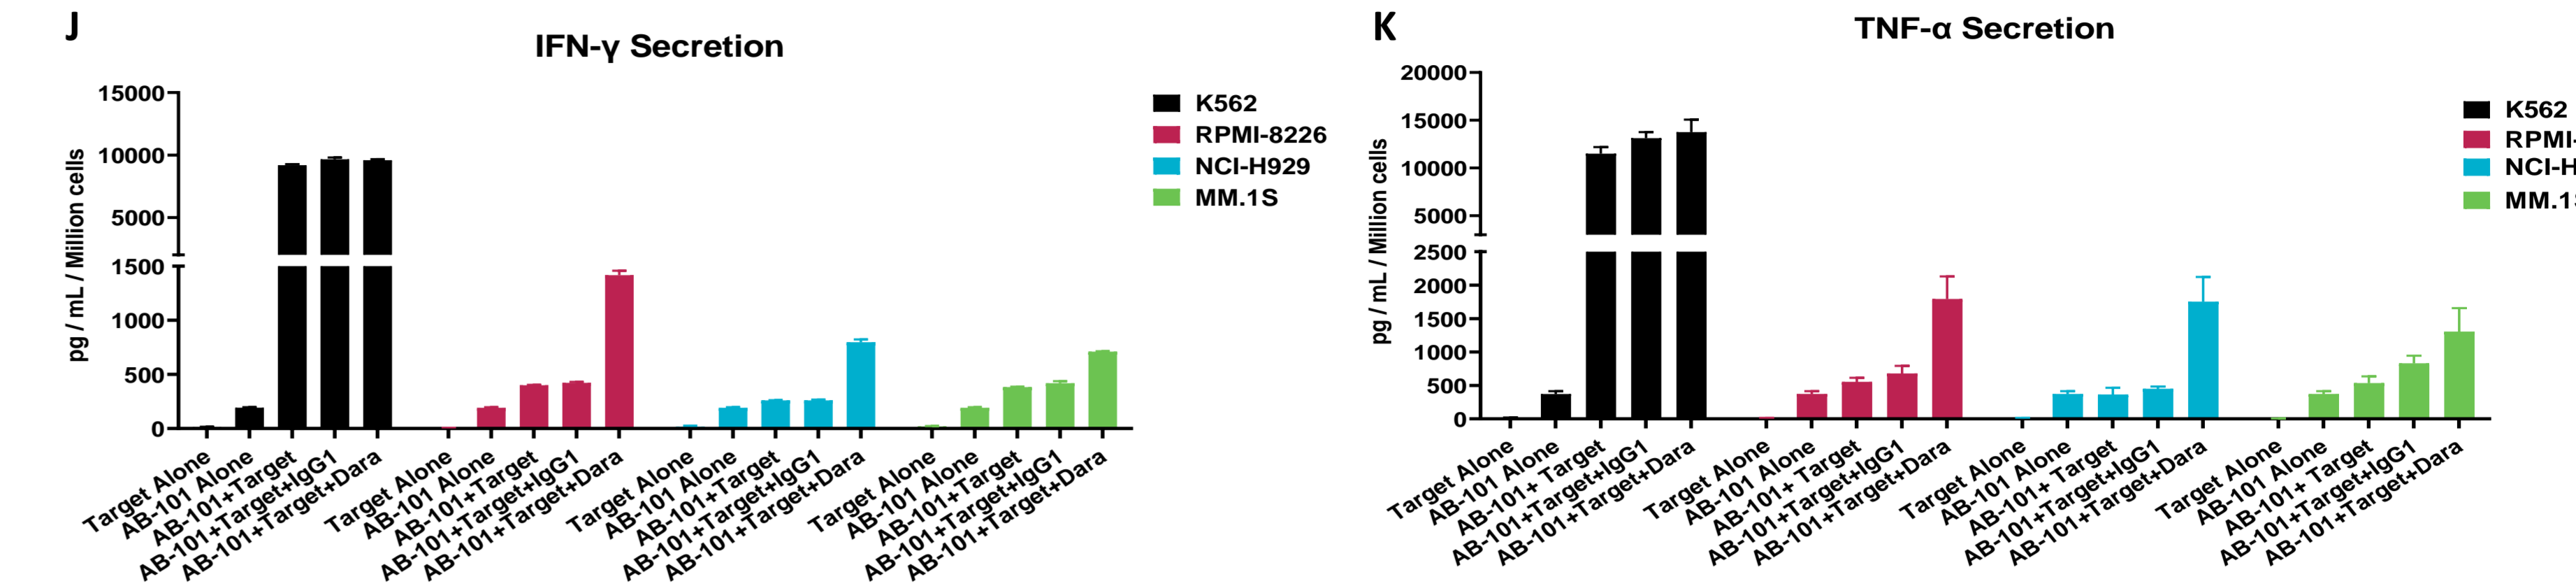 J
IFN-γ Secretion
pg / mL / Million cells
15000
10000
5000
1500
1000
500
0
Target Alone
AB-101 Alone
AB-101+Target
AB-101+Target+IgG1
AB-101+Target+Dara
Target Alone
AB-101 Alone
AB-101+Target
AB-101+Target+IgG1
AB-101+Target+Dara
Target Alone
AB-101 Alone
AB-101+Target
AB-101+Target+IgG1
AB-101+Target+Dara
Target Alone
AB-101 Alone
AB-101+Target
AB-101+Target+IgG1
AB-101+Target+Dara
K562
RPMI-8226
NCI-H929
MM.1S
K
TNF-α Secretion
pg / mL / Million cells
20000
15000
10000
5000
2500
2000
1500
1000
500
0
Target Alone
AB-101 Alone
AB-101+ Target
AB-101+Target+IgG1
AB-101+Target+Dara
Target Alone
AB-101 Alone
AB-101+ Target
AB-101+Target+IgG1
AB-101+Target+Dara
Target Alone
AB-101 Alone
AB-101+ Target
AB-101+Target+IgG1
AB-101+Target+Dara
Target Alone
AB-101 Alone
AB-101+ Target
AB-101+Target+IgG1
AB-101+Target+Dara
K562
RPMI-
NCI-H
MM.1